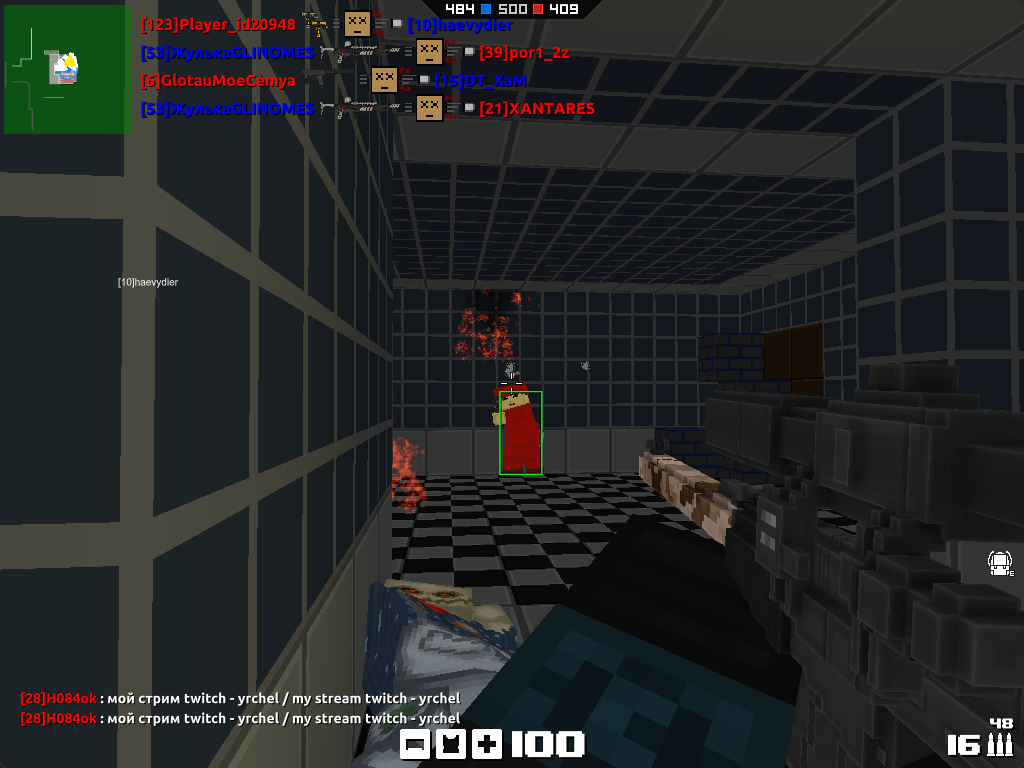 484 500 409
[123]Player_id20948 [10]haevydier
[53]ЖулькаGLINOMES [39]por1_2z
[6]GlotauMoeCemya [15]DT_XaM
[53]ЖулькаGLINOMES [21]XANTARES
[10]haevydier
E
[28]H084ok : мой стрим twitch - yrchel / my stream twitch - yrchel
[28]H084ok : мой стрим twitch - yrchel / my stream twitch - yrchel
100
48
16